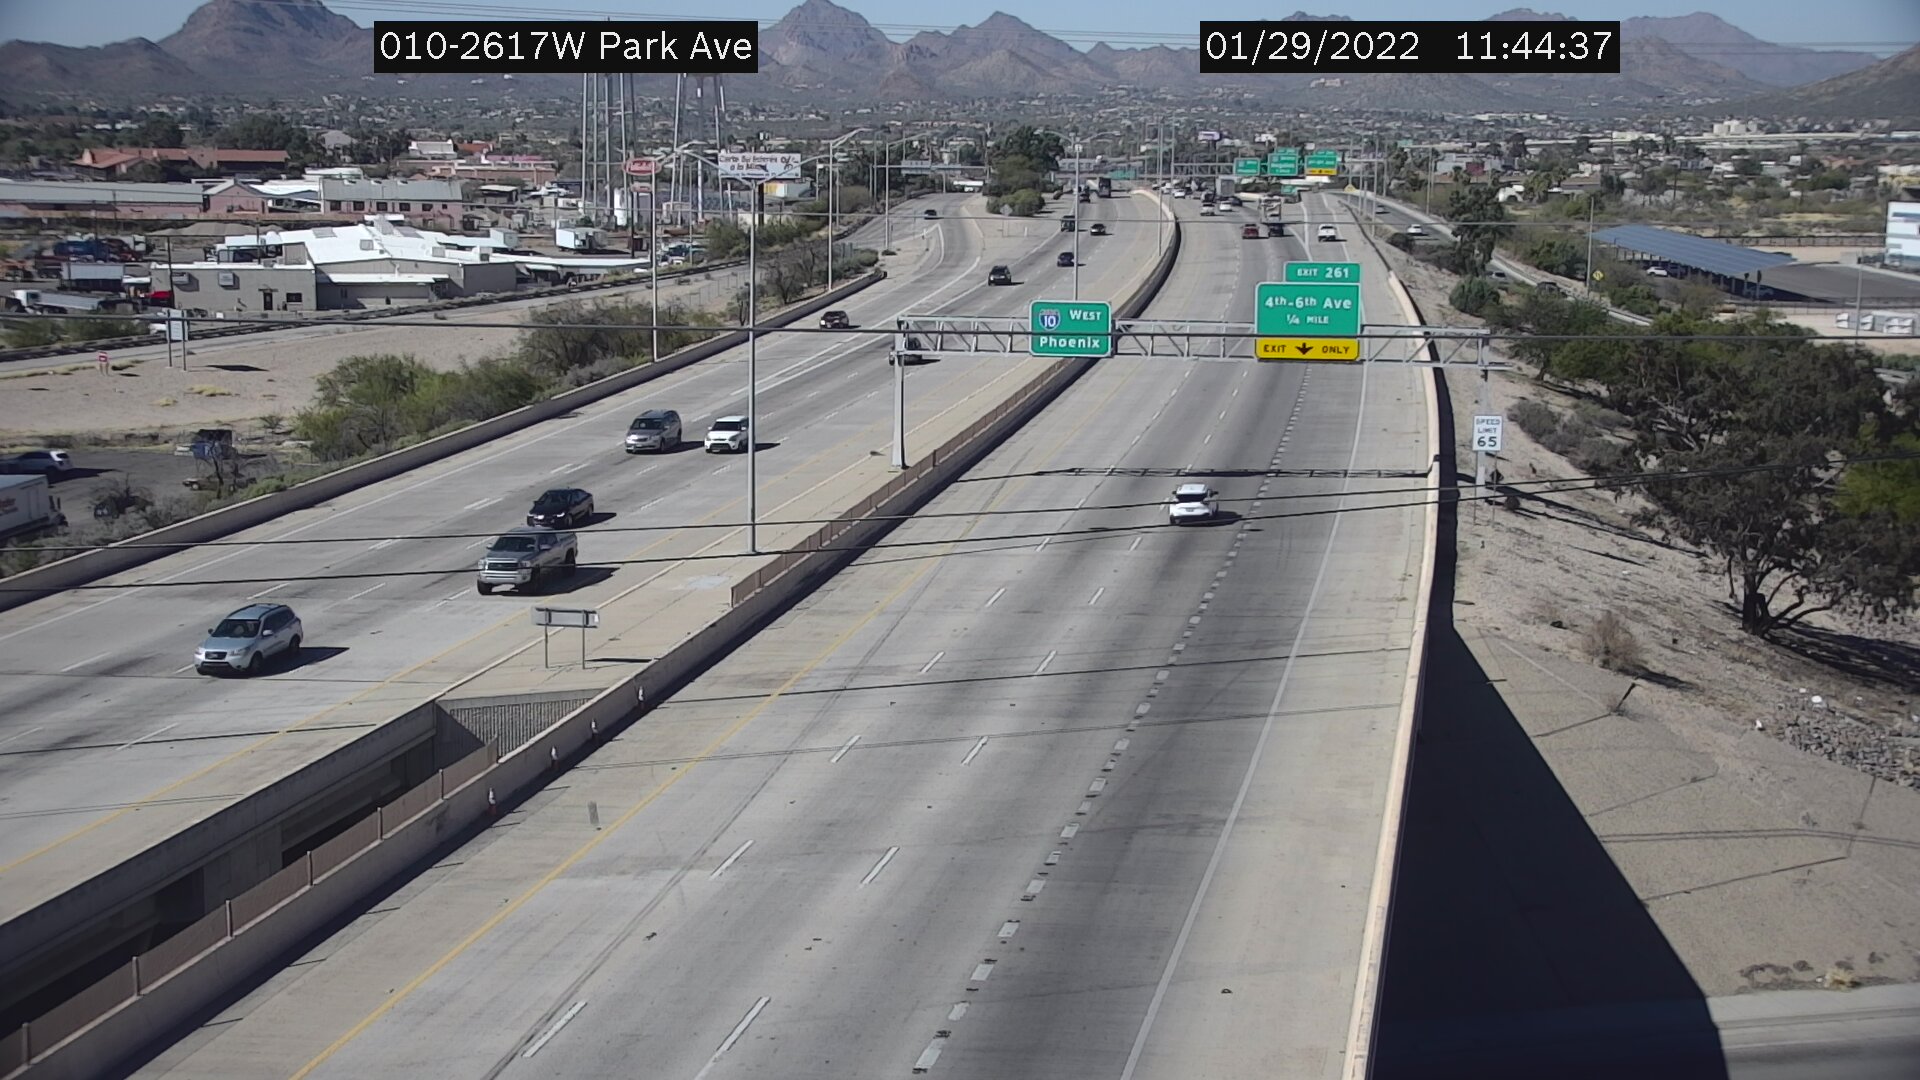 010-2617W Park Ave
01/29/2022 11:44:37
EXIT 261
4th-6th Ave
1/4 MILE
EXIT ONLY
10 WEST
Phoenix
SPEED
LIMIT
65